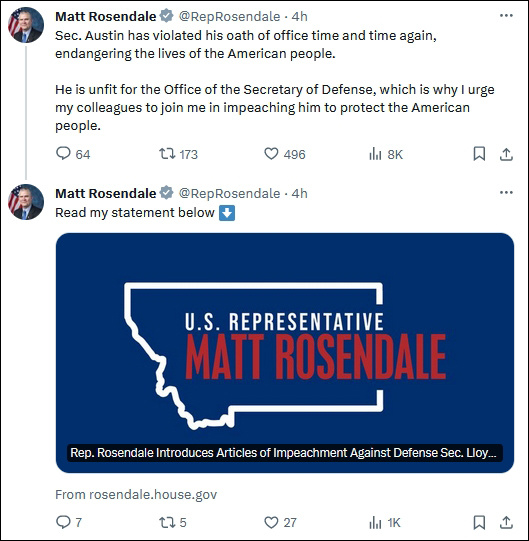 Matt Rosendale @RepRosendale · 4h
Sec. Austin has violated his oath of office time and time again,
endangering the lives of the American people.
He is unfit for the Office of the Secretary of Defense, which is why I urge
my colleagues to join me in impeaching him to protect the American
people.
64 173 496 8K
Matt Rosendale @RepRosendale · 4h
Read my statement below
U.S. REPRESENTATIVE
MATT ROSENDALE
Rep. Rosendale Introduces Articles of Impeachment Against Defense Sec. Lloy...
From rosendale.house.gov
7 5 27 1K